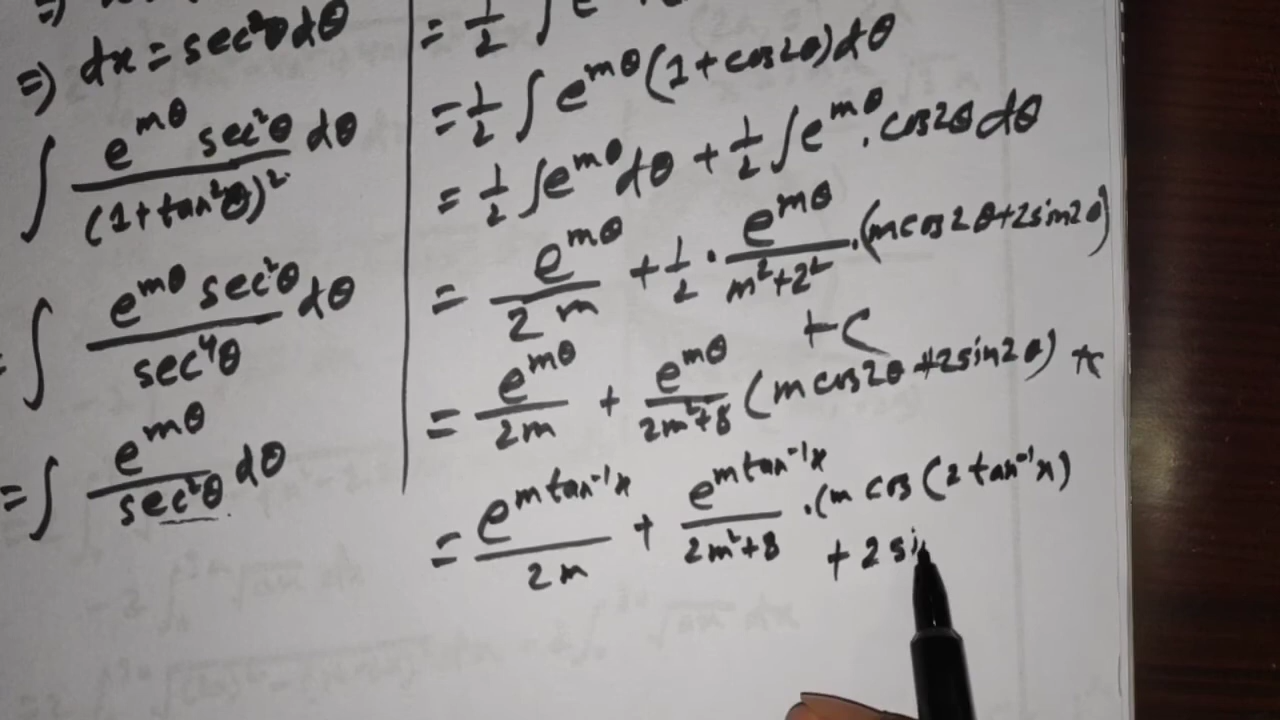 ⇒ dx = sec²θ dθ
∫ e^{mθ} sec²θ dθ / (1+tan²θ)²
= ∫ e^{mθ} sec²θ dθ / sec⁴θ
= ∫ e^{mθ} / sec²θ dθ
= 1/2 ∫ e
= 1/2 ∫ e^{mθ} (1+cos2θ) dθ
= 1/2 ∫ e^{mθ} dθ + 1/2 ∫ e^{mθ} . cos2θ dθ
= e^{mθ} / 2m + 1/2 . e^{mθ} / m²+2² . (m cos2θ+2sin2θ)
+ C
= e^{mθ} / 2m + e^{mθ} / 2m²+8 (m cos2θ+2sin2θ) +c
= e^{m tan⁻¹x} / 2m + e^{m tan⁻¹x} / 2m²+8 . (m cos (2 tan⁻¹x)
+ 2 si